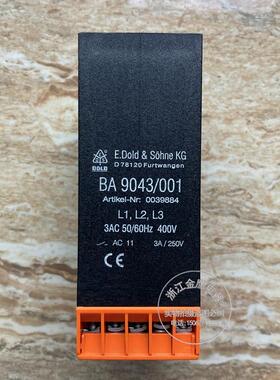 DOLD
E.Dold & Söhne KG
D 78120 Furtwangen
BA 9043/001
Artikel-Nr: 0039884
L1, L2, L3
3AC 50/60Hz 400V
AC 11 3A / 250V
CE